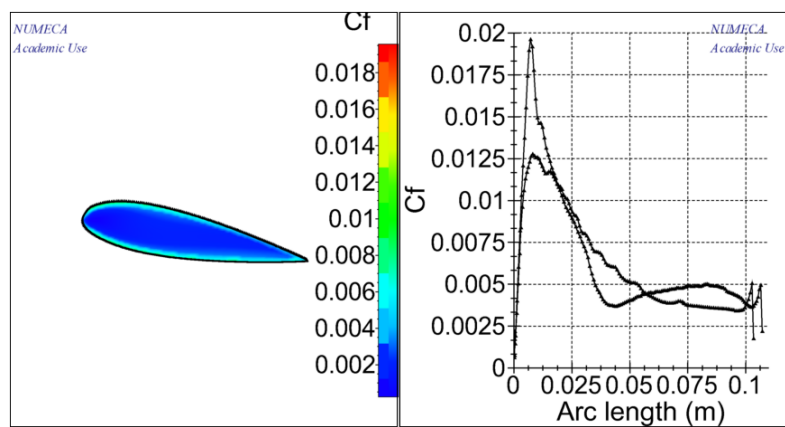 NUMECA
Academic Use
Cf
0.018
0.016
0.014
0.012
0.01
0.008
0.006
0.004
0.002
NUMECA
Academic Use
0.02
0.0175
0.015
0.0125
0.01
0.0075
0.005
0.0025
0
Cf
0 0.025 0.05 0.075 0.1
Arc length (m)